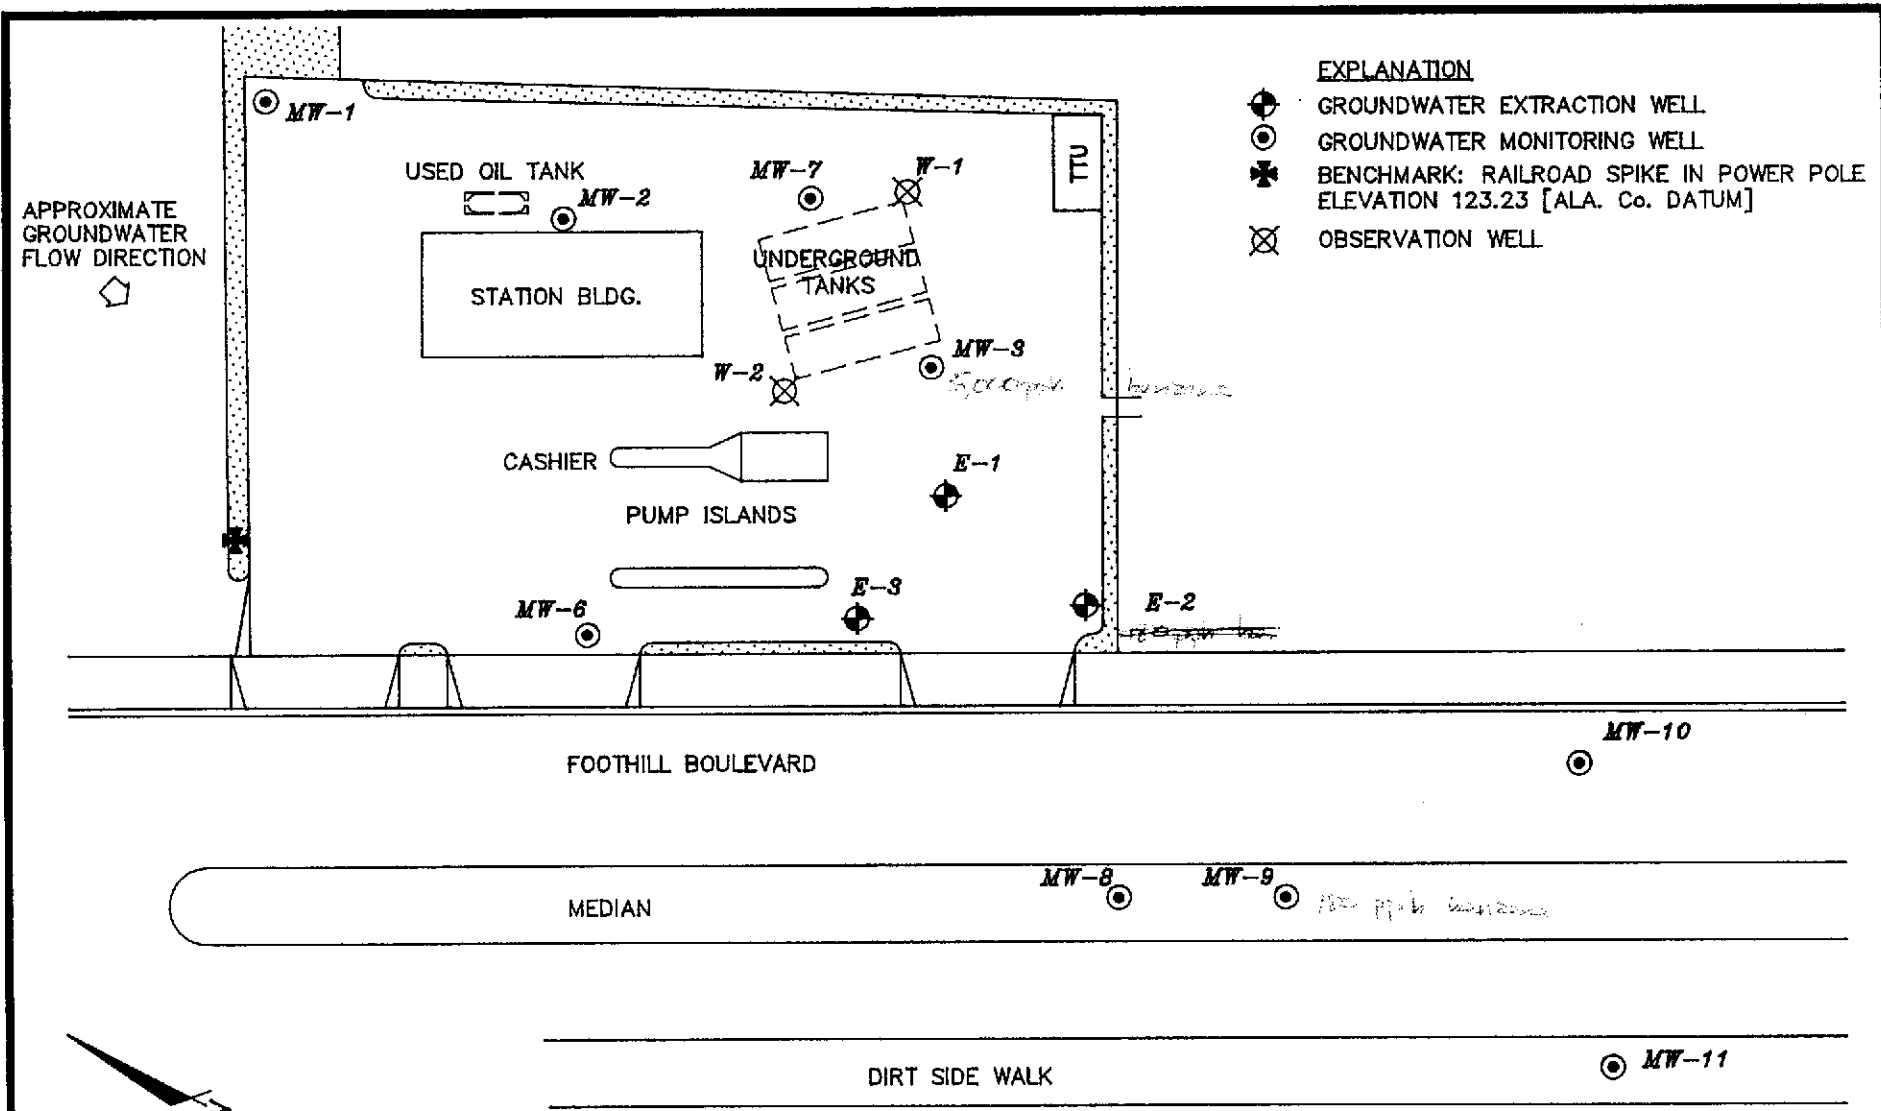 EXPLANATION
GROUNDWATER EXTRACTION WELL
GROUNDWATER MONITORING WELL
BENCHMARK: RAILROAD SPIKE IN POWER POLE
ELEVATION 123.23 [ALA. Co. DATUM]
OBSERVATION WELL
MW-1
USED OIL TANK
MW-2
MW-7
W-1
TTU
APPROXIMATE
GROUNDWATER
FLOW DIRECTION
STATION BLDG.
UNDERGROUND
TANKS
MW-3
benzene
W-2
CASHIER
E-1
PUMP ISLANDS
E-3
MW-6
E-2
MW-10
FOOTHILL BOULEVARD
MW-8
MW-9
ppb benzene
MEDIAN
MW-11
DIRT SIDE WALK